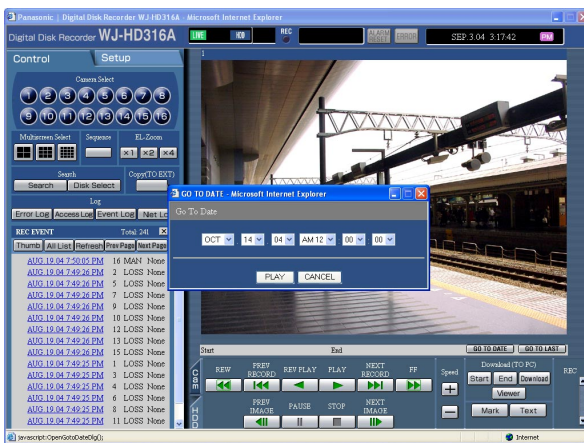 Panasonic | Digital Disk Recorder WJ-HD316A - Microsoft Internet Explorer
Digital Disk Recorder WJ-HD316A
LIVE HDD REC ALARM RESET ERROR SEP.3.04 3:17:42 PM
Control Setup
1
Camera Select
1 2 3 4 5 6 7 8
9 10 11 12 13 14 15 16
Multiscreen Select Sequence EL-Zoom
×1 ×2 ×4
Search Copy(TO EXT)
Search Disk Select
Log
Error Log Access Log Event Log Net Lo
REC EVENT Total: 241 X
Thumb All List Refresh Prev Page Next Page
AUG.19.04 7:50:05 PM 16 MAN None
AUG.19.04 7:49:26 PM 2 LOSS None
AUG.19.04 7:49:26 PM 5 LOSS None
AUG.19.04 7:49:26 PM 7 LOSS None
AUG.19.04 7:49:26 PM 9 LOSS None
AUG.19.04 7:49:26 PM 10 LOSS None
AUG.19.04 7:49:26 PM 12 LOSS None
AUG.19.04 7:49:26 PM 13 LOSS None
AUG.19.04 7:49:26 PM 15 LOSS None
AUG.19.04 7:49:25 PM 1 LOSS None
AUG.19.04 7:49:25 PM 3 LOSS None
AUG.19.04 7:49:25 PM 4 LOSS None
AUG.19.04 7:49:25 PM 6 LOSS None
AUG.19.04 7:49:25 PM 8 LOSS None
AUG.19.04 7:49:25 PM 11 LOSS None
GO TO DATE - Microsoft Internet Explorer
Go To Date
OCT 14 04 AM 12 00 00
PLAY CANCEL
Start End GO TO DATE GO TO LAST
Cam
HDD
REW PREV RECORD REV PLAY PLAY NEXT RECORD FF
PREV IMAGE PAUSE STOP NEXT IMAGE
Speed
+
−
Download (TO PC)
Start End Download
Viewer
Mark Text
REC
javascript:OpenGotoDateDlg();
Internet